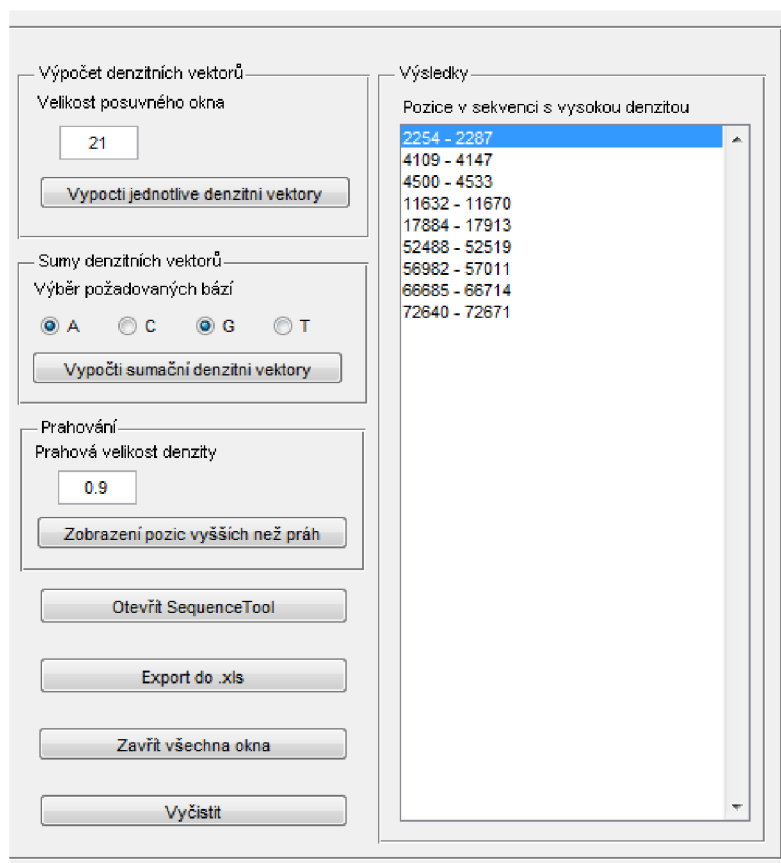 Výpočet denzitních vektorů
Velikost posuvného okna
21
Vypocti jednotlive denzitni vektory
Sumy denzitních vektorů
Výběr požadovaných bází
A C G T
Vypočti sumační denzitni vektory
Prahování
Prahová velikost denzity
0.9
Zobrazení pozic vyšších než práh
Otevřít SequenceTool
Export do .xls
Zavřít všechna okna
Vyčistit
Výsledky
Pozice v sekvenci s vysokou denzitou
2254 - 2287
4109 - 4147
4500 - 4533
11632 - 11670
17884 - 17913
52488 - 52519
56982 - 57011
66685 - 66714
72640 - 72671